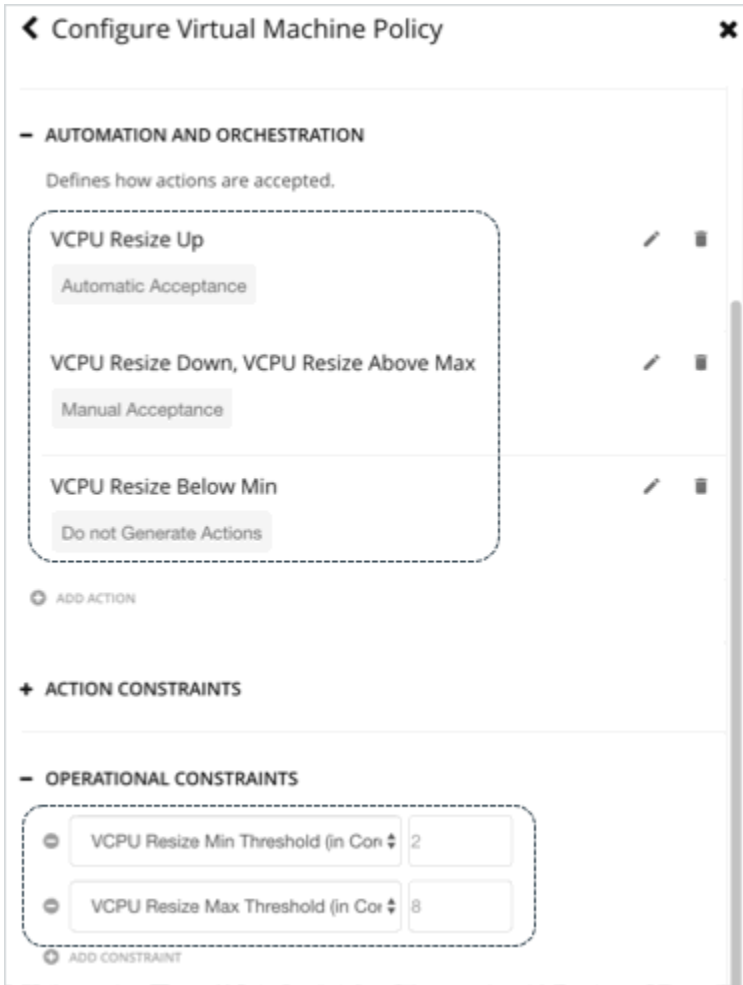 Configure Virtual Machine Policy
AUTOMATION AND ORCHESTRATION
Defines how actions are accepted.
VCPU Resize Up
Automatic Acceptance
VCPU Resize Down, VCPU Resize Above Max
Manual Acceptance
VCPU Resize Below Min
Do not Generate Actions
ADD ACTION
ACTION CONSTRAINTS
OPERATIONAL CONSTRAINTS
VCPU Resize Min Threshold (in Cor 2
VCPU Resize Max Threshold (in Cor 8
ADD CONSTRAINT